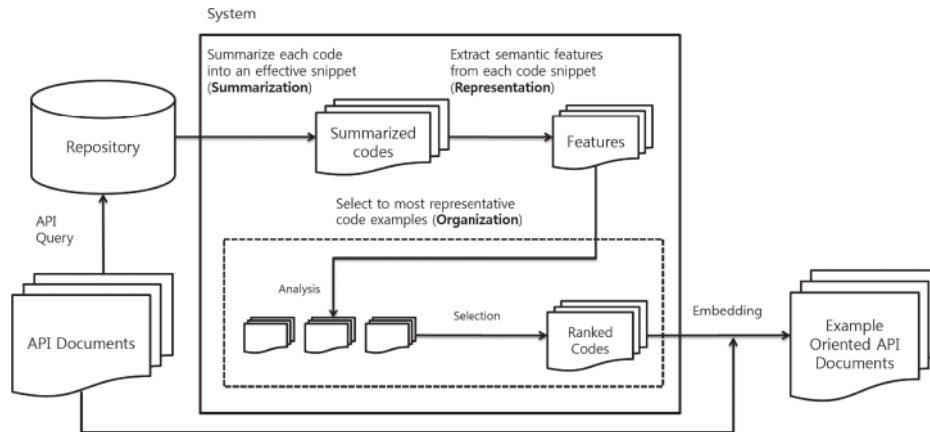 System
Summarize each code
into an effective snippet
(Summarization)
Extract semantic features
from each code snippet
(Representation)
Repository
Summarized
codes
Features
Select to most representative
code examples (Organization)
API
Query
Analysis
API Documents
Selection
Ranked
Codes
Embedding
Example
Oriented API
Documents